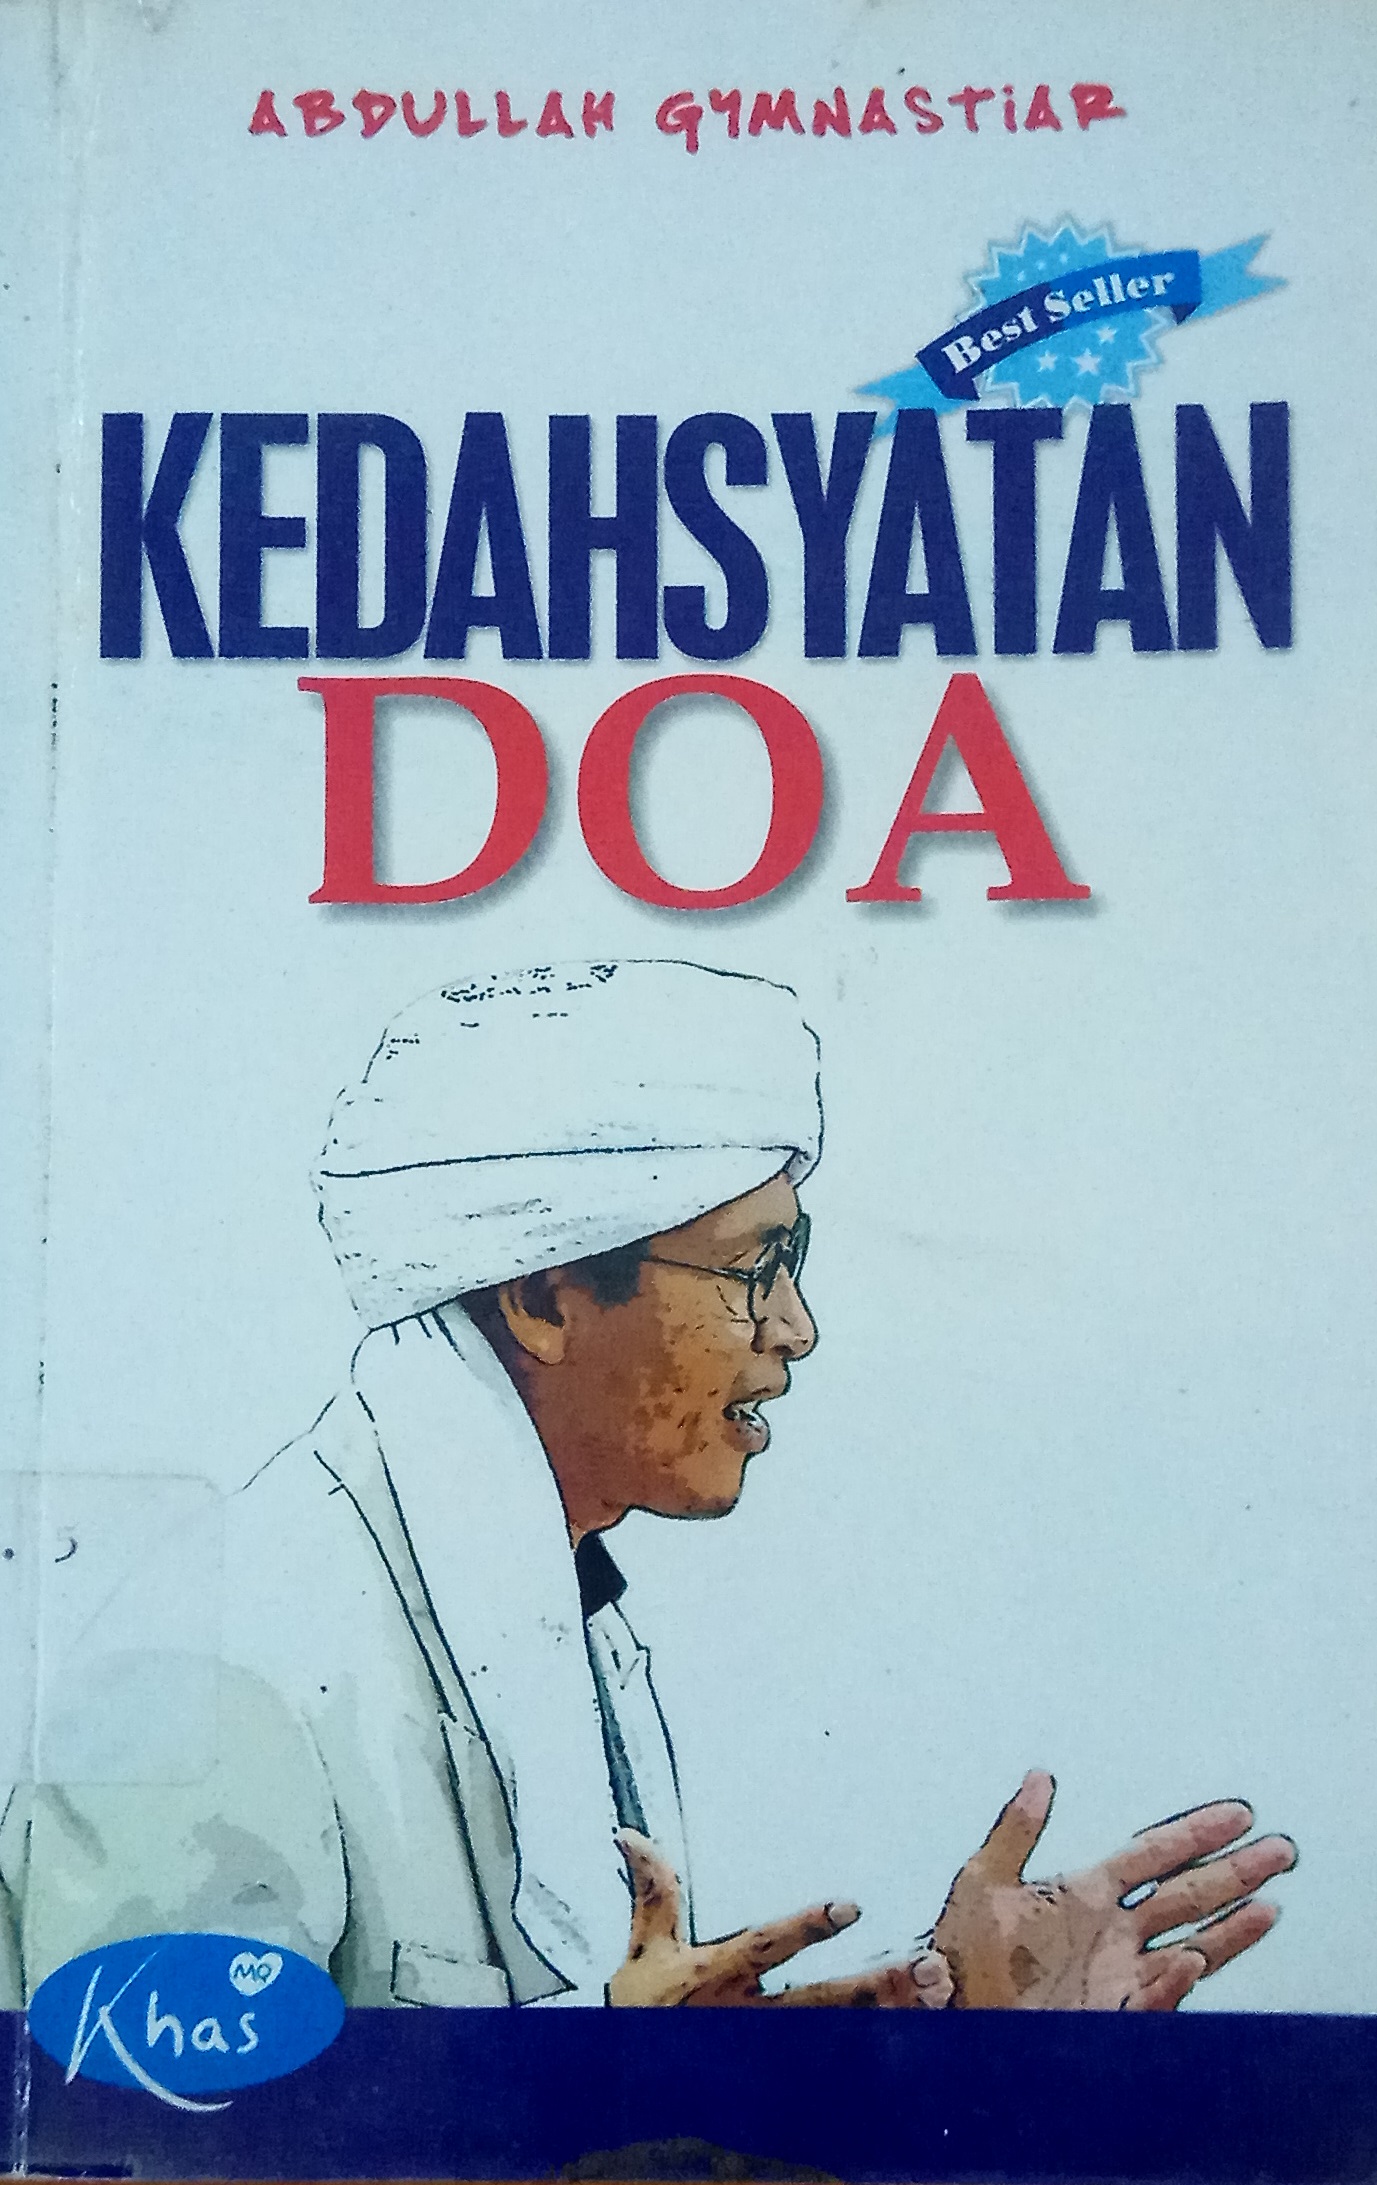 ABDULLAH GYMNASTiAR
Best Seller
KEDAHSYATAN
DOA
MQ
Khas